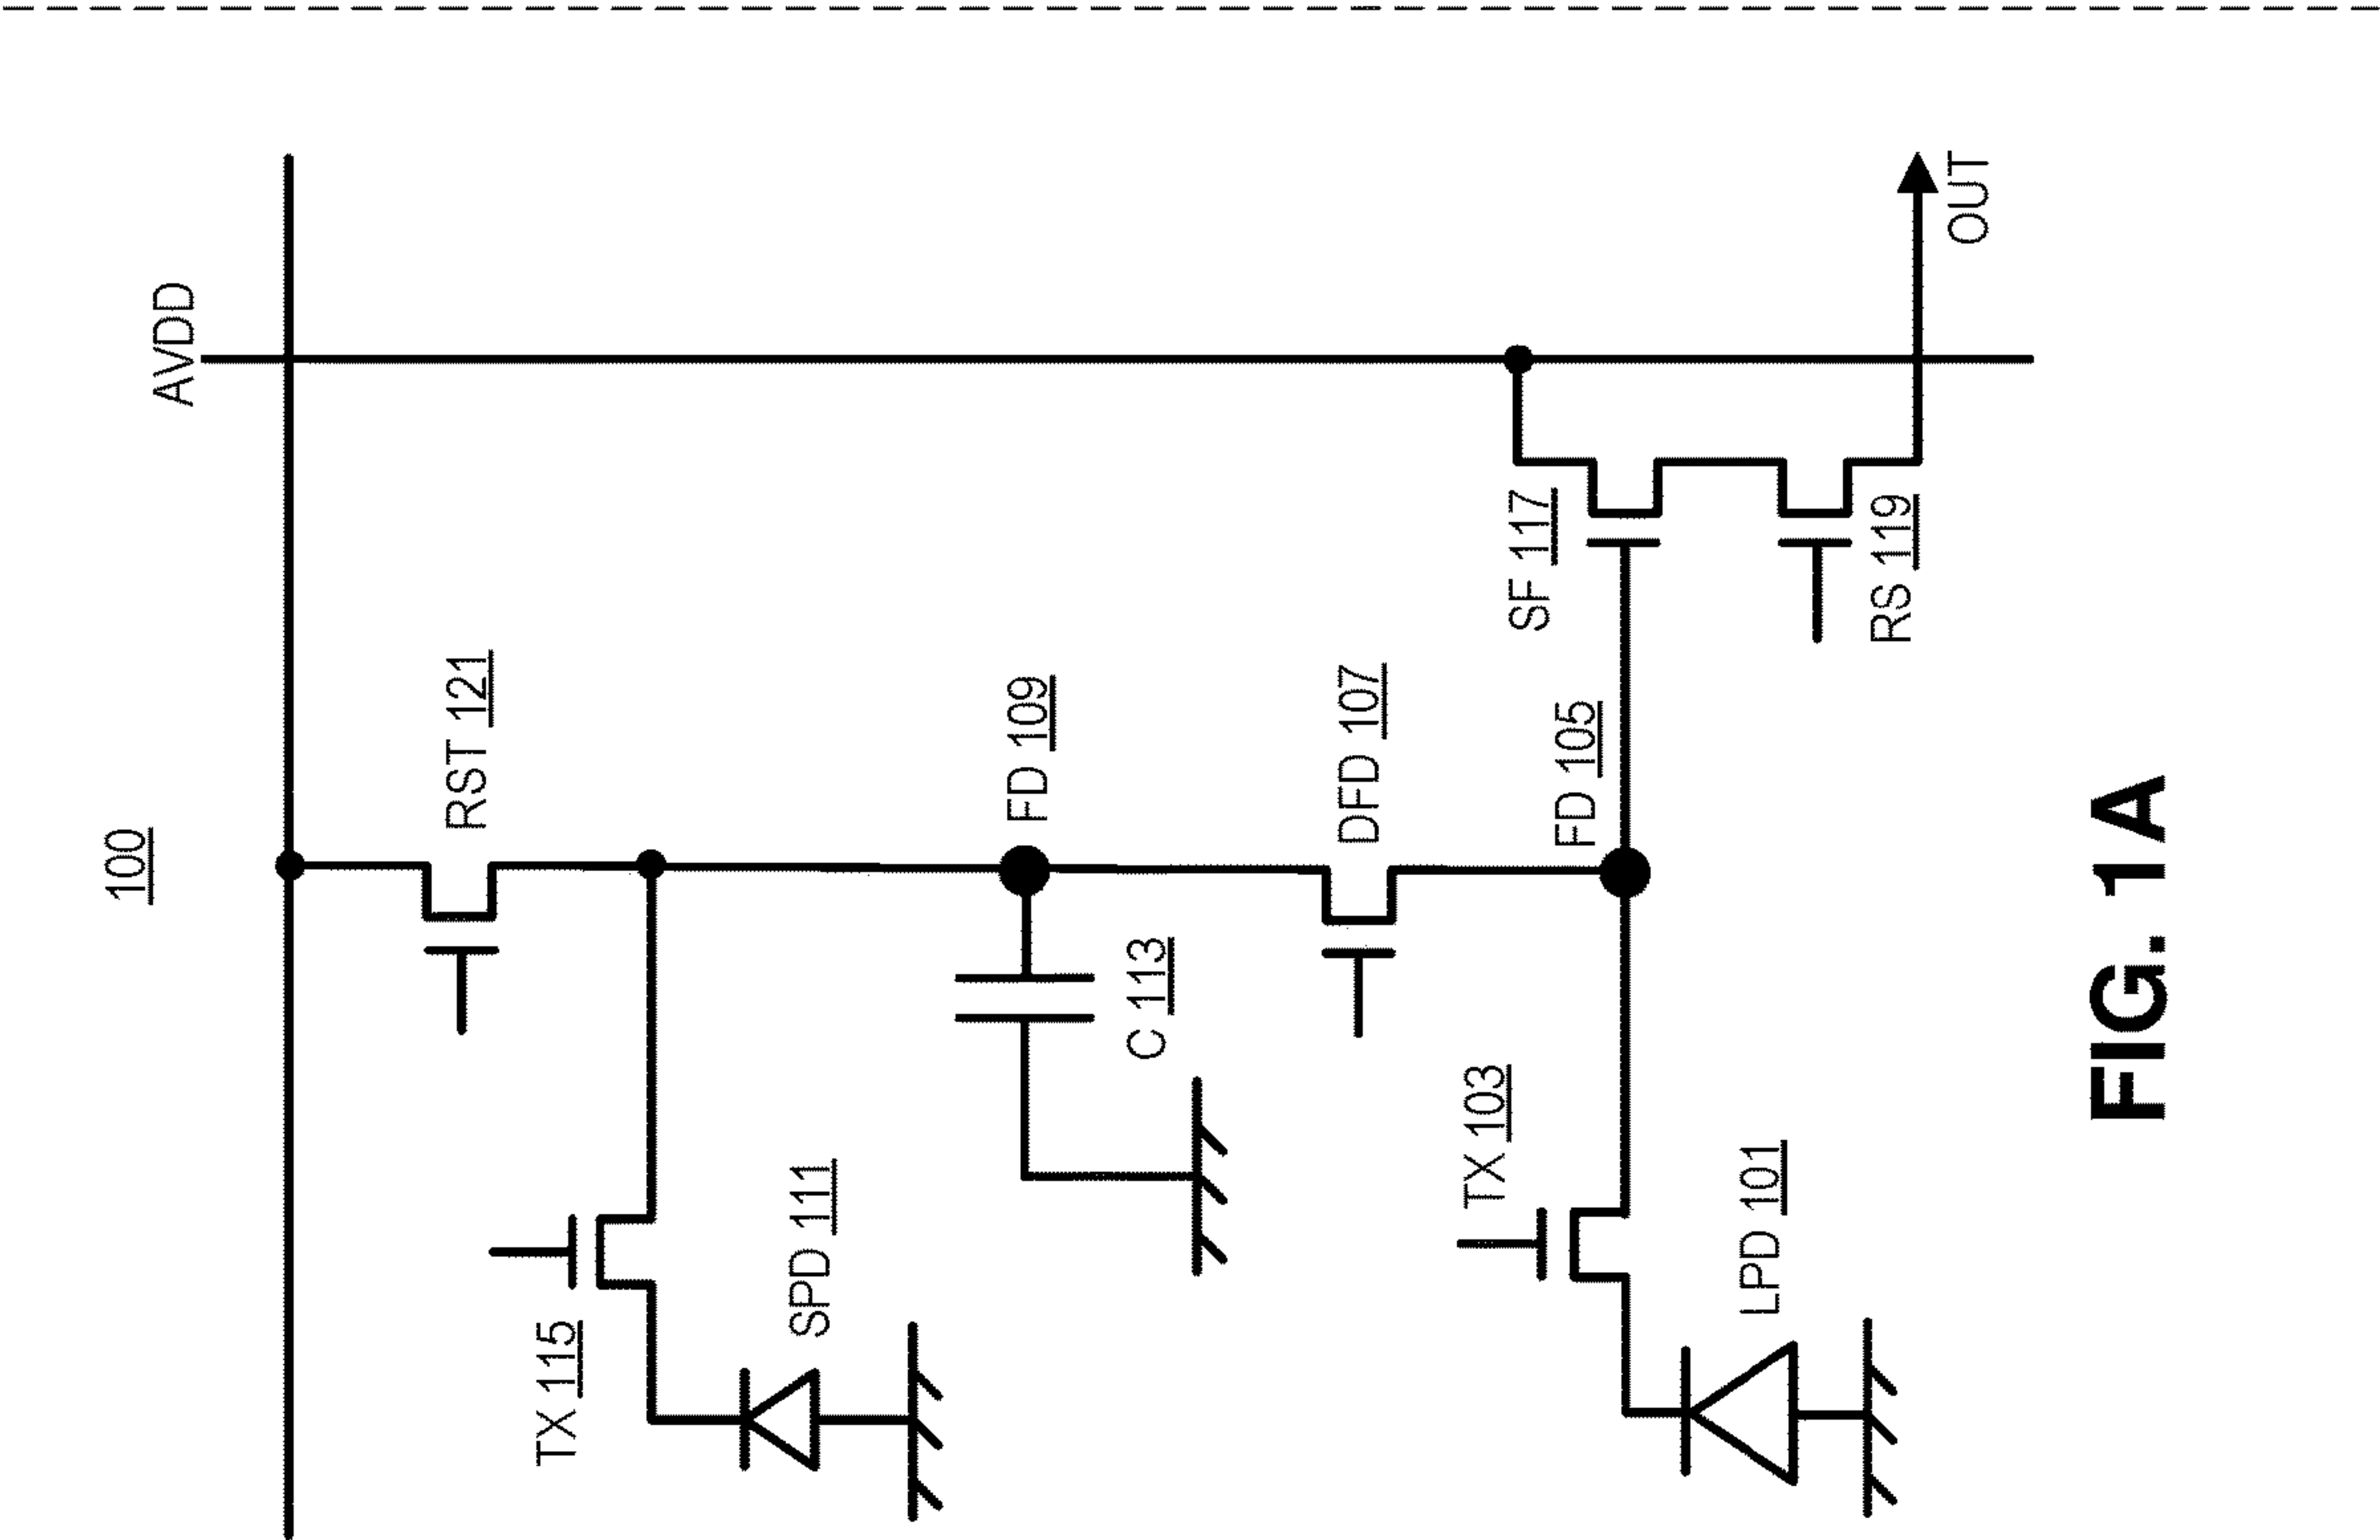 100
AVDD
RST 121
TX 115
SPD 111
FD 109
C 113
DFD 107
TX 103
FD 105
LPD 101
SF 117
RS 119
OUT
FIG. 1A